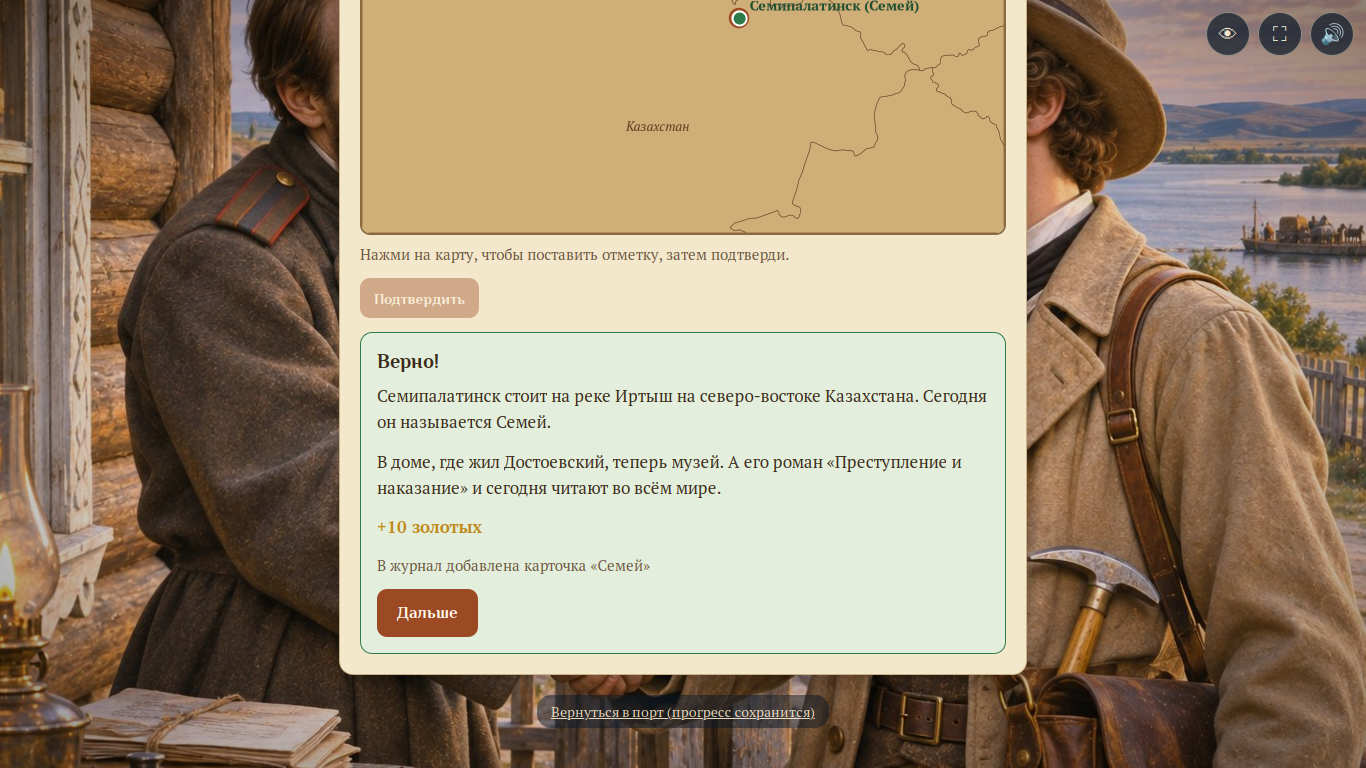 Семипалатинск (Семей)
Казахстан
Нажми на карту, чтобы поставить отметку, затем подтверди.
Подтвердить
Верно!
Семипалатинск стоит на реке Иртыш на северо-востоке Казахстана. Сегодня
он называется Семей.
В доме, где жил Достоевский, теперь музей. А его роман «Преступление и
наказание» и сегодня читают во всём мире.
+10 золотых
В журнал добавлена карточка «Семей»
Дальше
Вернуться в порт (прогресс сохранится)